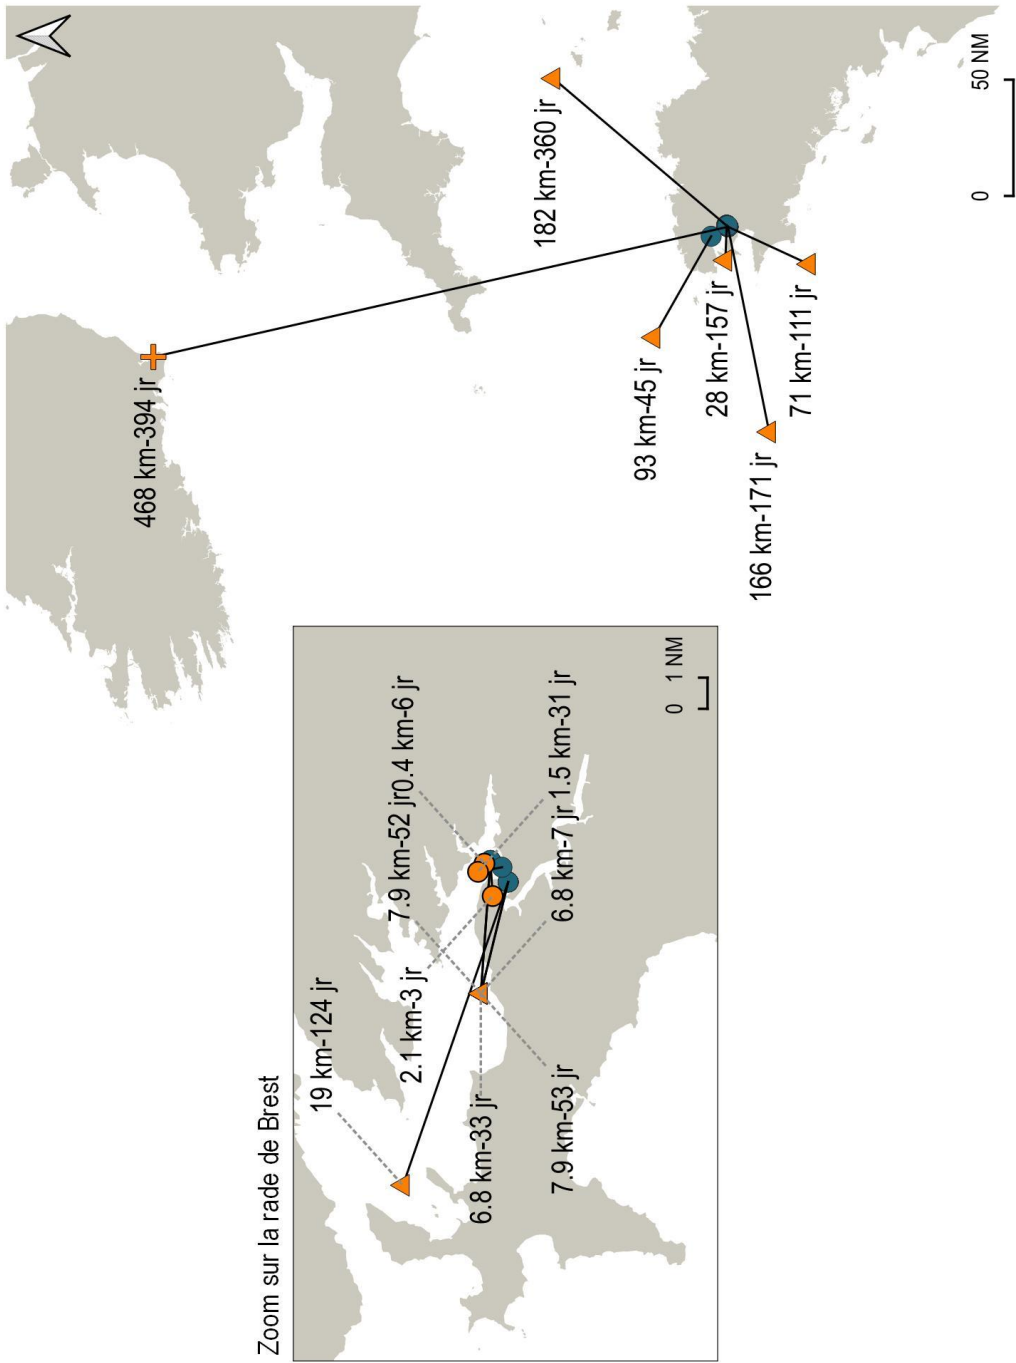 468 km-394 jr
Zoom sur la rade de Brest
19 km-124 jr
7.9 km-52 jr 0.4 km-6 jr
2.1 km-3 jr
6.8 km-33 jr
7.9 km-53 jr 6.8 km-7 jr 1.5 km-31 jr
0 1 NM
182 km-360 jr
93 km-45 jr
28 km-157 jr
166 km-171 jr
71 km-111 jr
0 50 NM